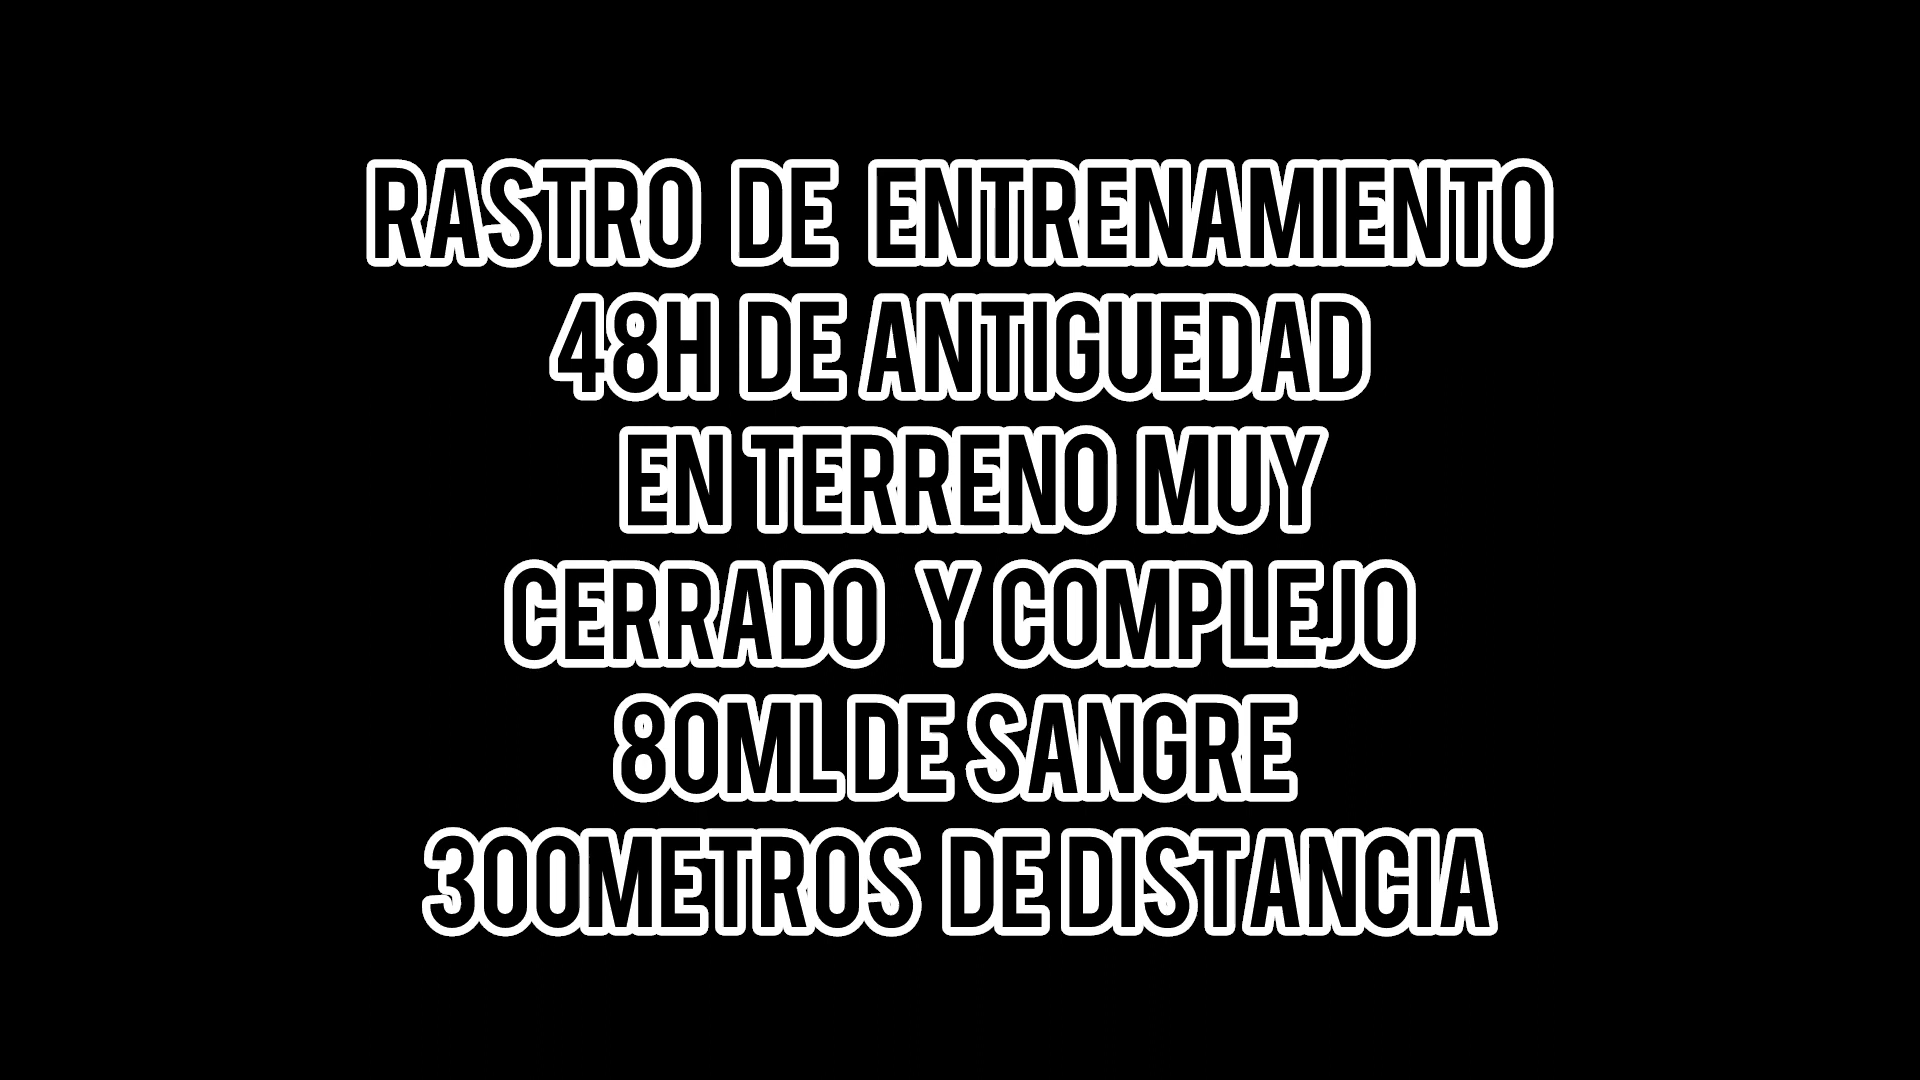 RASTRO DE ENTRENAMIENTO
48H DE ANTIGUEDAD
EN TERRENO MUY
CERRADO Y COMPLEJO
80ML DE SANGRE
300METROS DE DISTANCIA